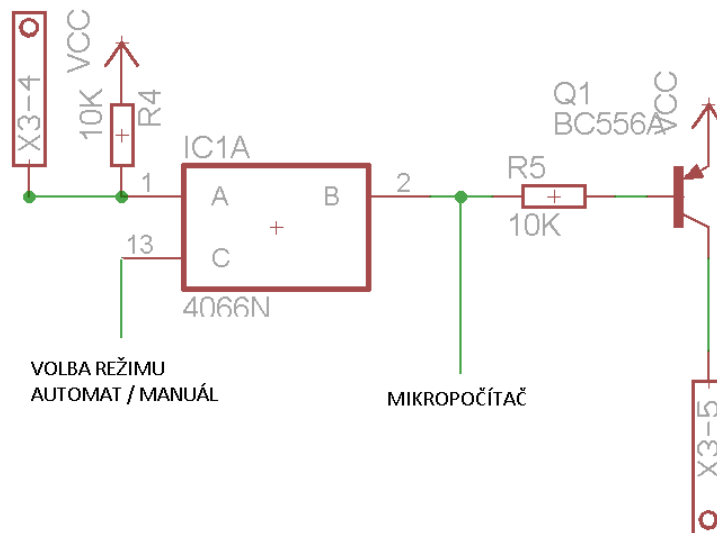 X3-4
VCC
10K
R4
IC1A
1
A
B
2
13
C
4066N
R5
10K
Q1
BC556A
VCC
X3-5
VOLBA REŽIMU
AUTOMAT / MANUÁL
MIKROPOČÍTAČ